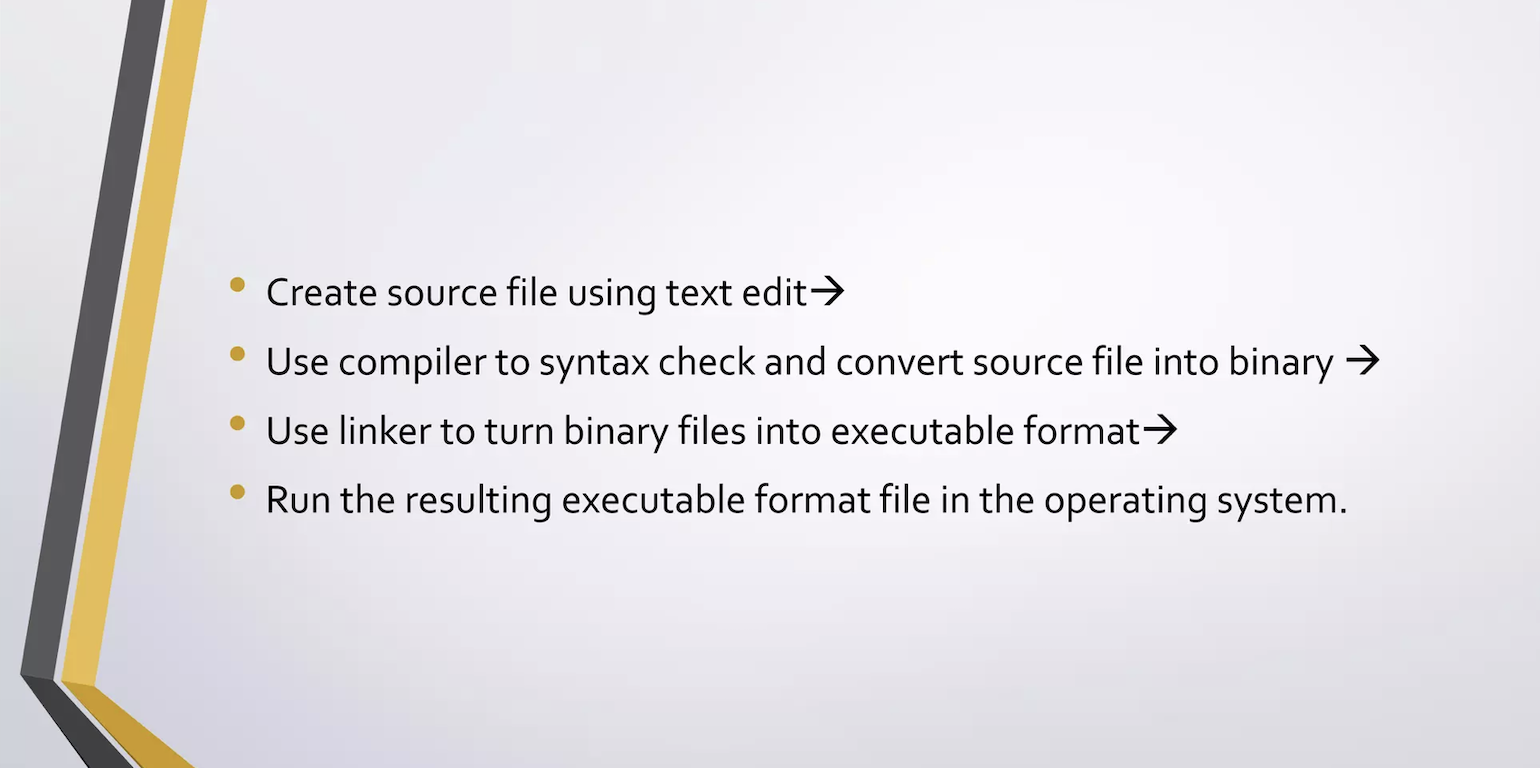 • Create source file using text edit→
• Use compiler to syntax check and convert source file into binary →
• Use linker to turn binary files into executable format→
• Run the resulting executable format file in the operating system.